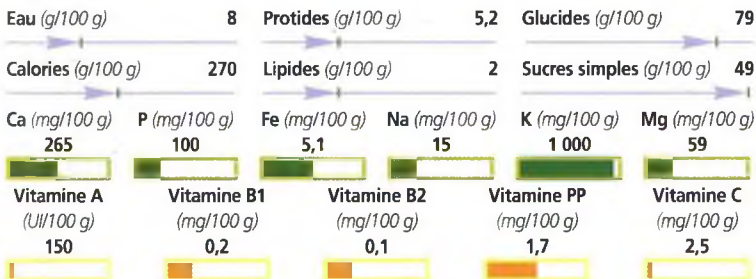 Eau (g/100 g) 8 Protides (g/100 g) 5,2 Glucides (g/100 g) 79
Calories (g/100 g) 270 Lipides (g/100 g) 2 Sucres simples (g/100 g) 49
Ca (mg/100 g) P (mg/100 g) Fe (mg/100 g) Na (mg/100 g) K (mg/100 g) Mg (mg/100 g)
265 100 5,1 15 1 000 59
Vitamine A Vitamine B1 Vitamine B2 Vitamine PP Vitamine C
(UI/100 g) (mg/100 g) (mg/100 g) (mg/100 g) (mg/100 g)
150 0,2 0,1 1,7 2,5